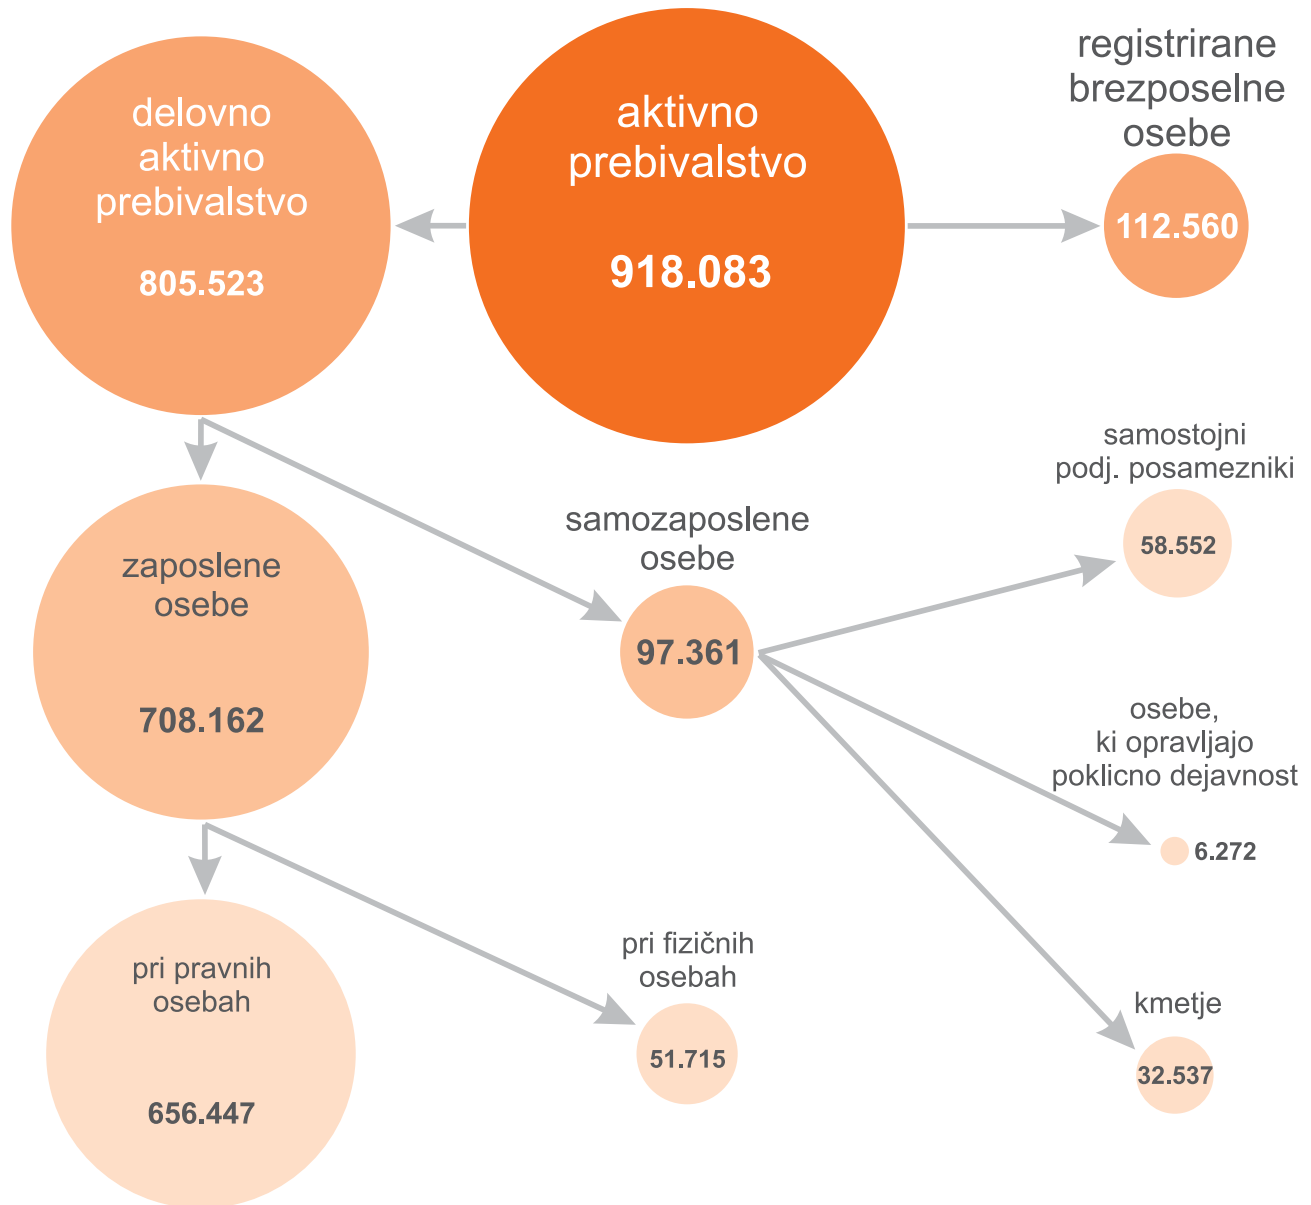 delovno
aktivno
prebivalstvo
805.523
aktivno
prebivalstvo
918.083
registrirane
brezposelne
osebe
112.560
zaposlene
osebe
708.162
samozaposlene
osebe
97.361
samostojni
podj. posamezniki
58.552
osebe,
ki opravljajo
poklicno dejavnost
6.272
kmetje
32.537
pri pravnih
osebah
656.447
pri fizičnih
osebah
51.715